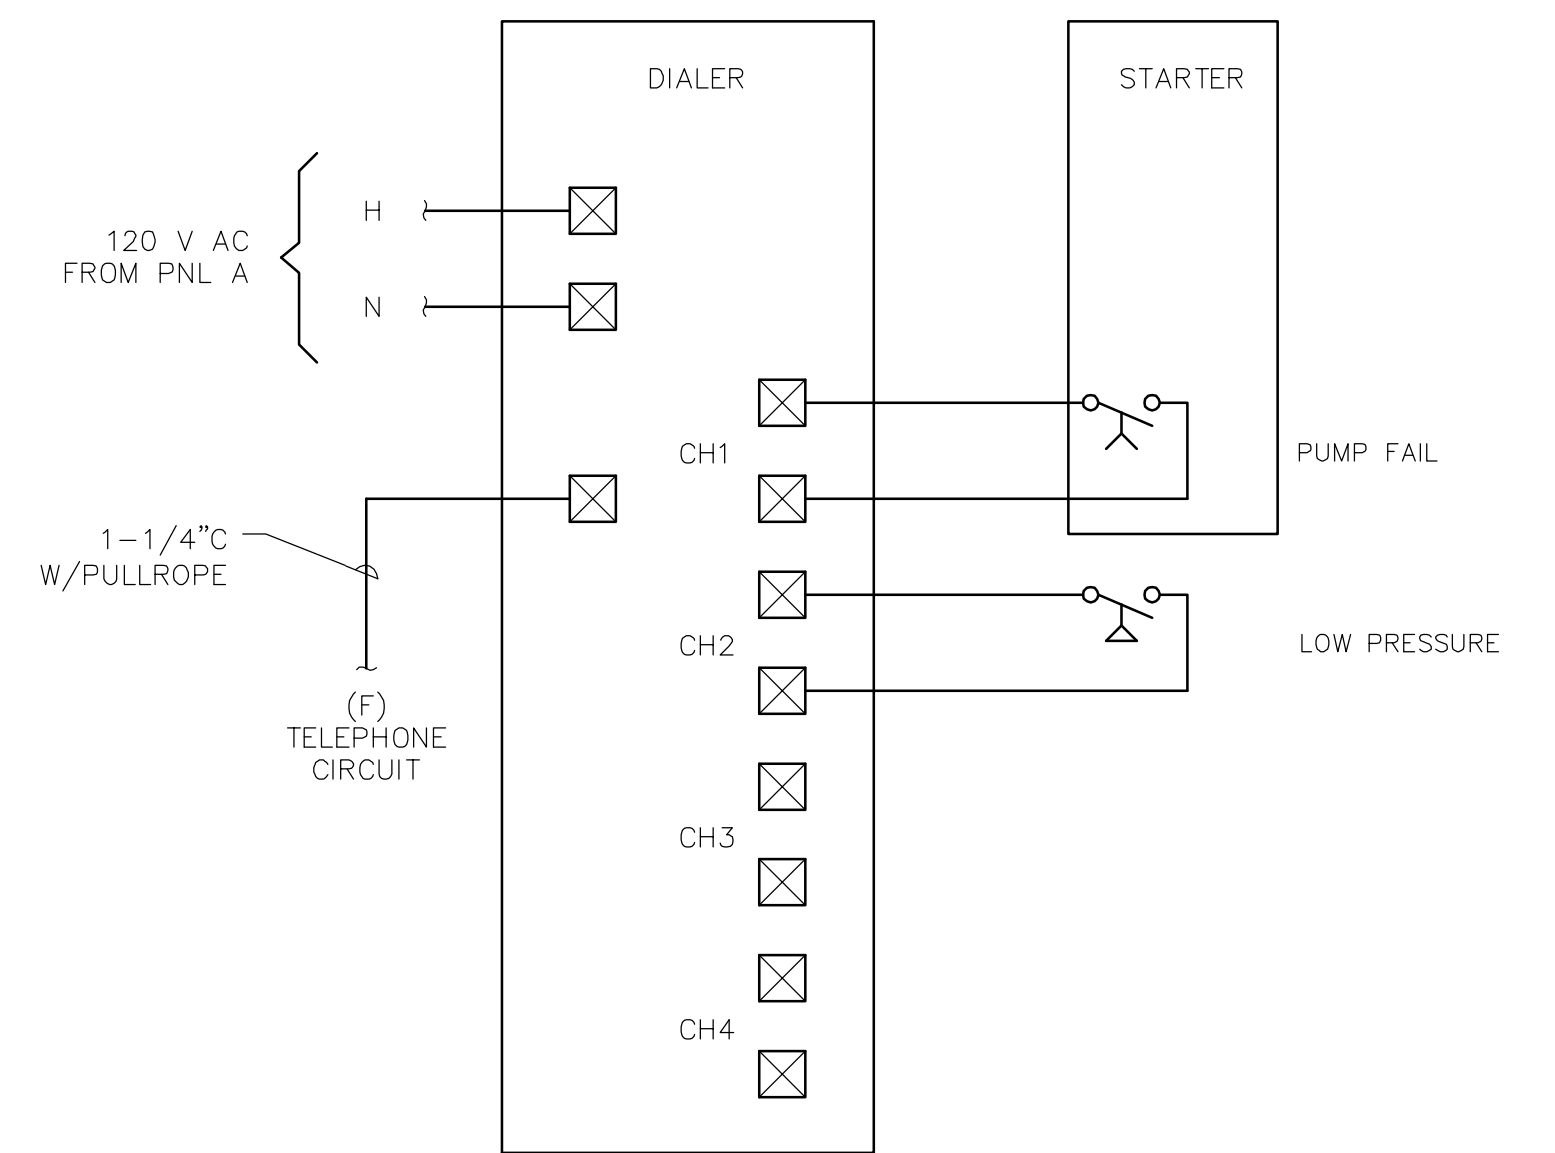 DIALER
STARTER
H
120 V AC
FROM PNL A
N
CH1
PUMP FAIL
1-1/4"C
W/PULLROPE
CH2
LOW PRESSURE
(F)
TELEPHONE
CIRCUIT
CH3
CH4